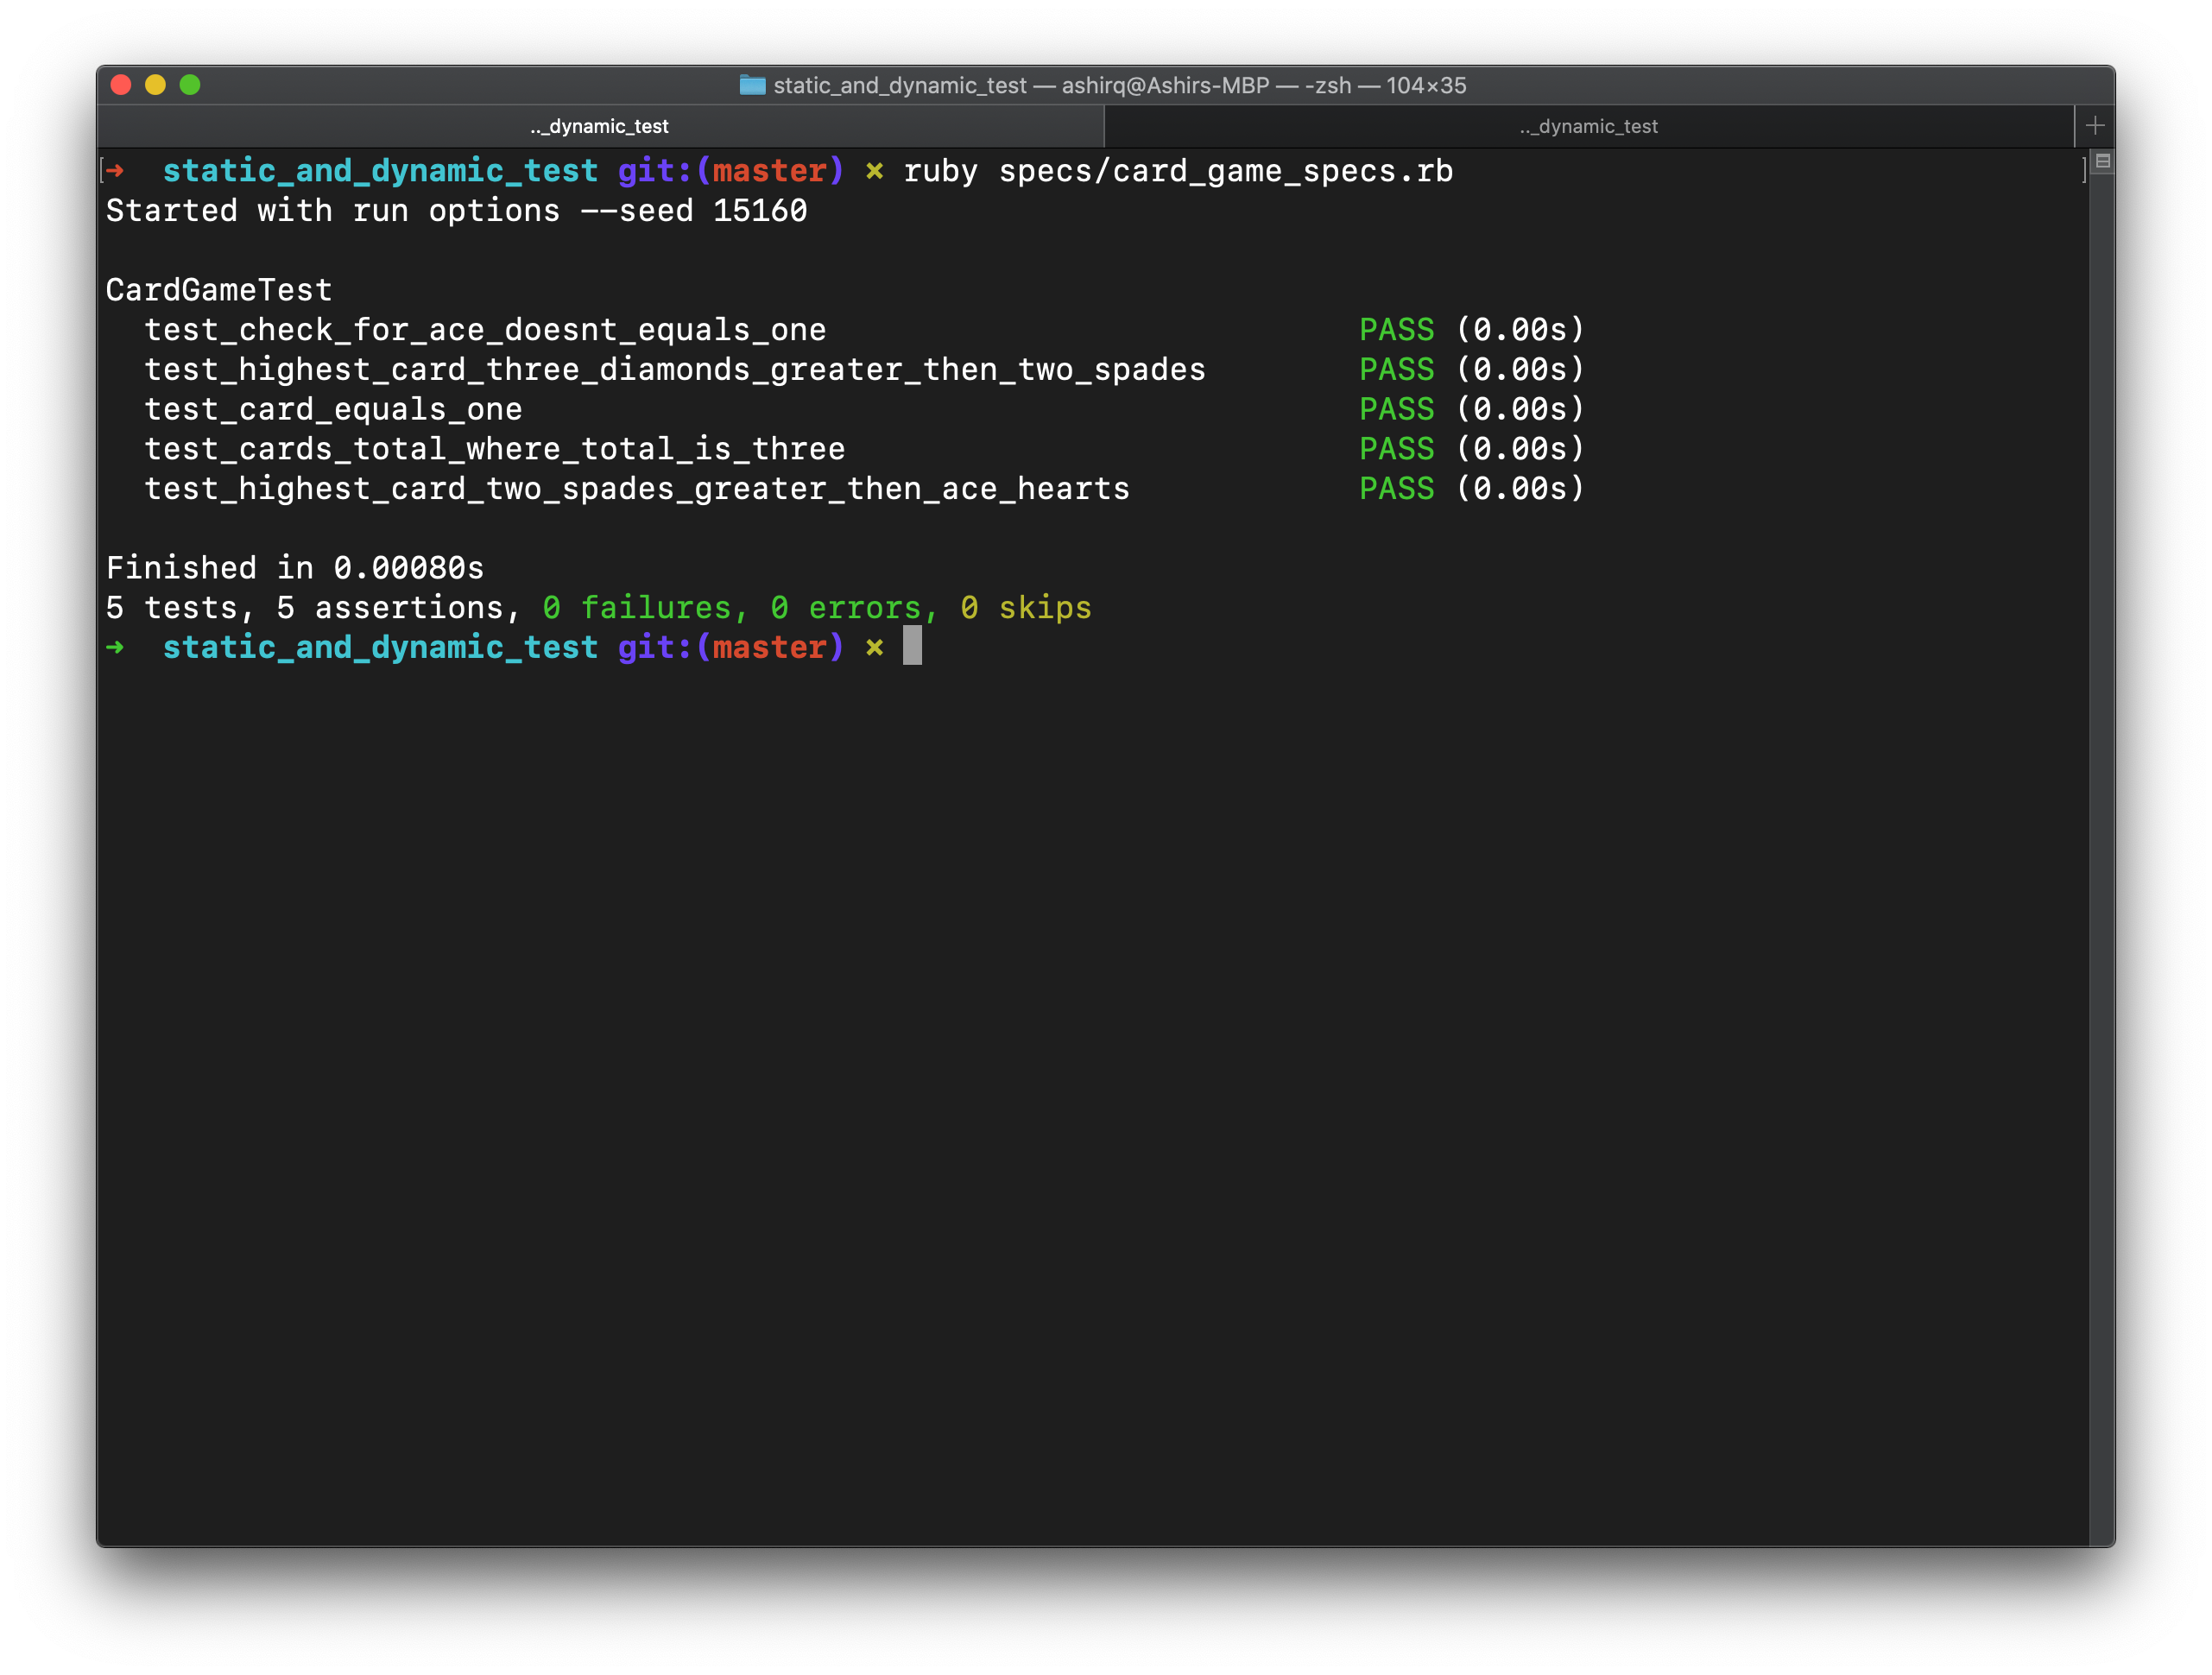 static_and_dynamic_test — ashirq@Ashirs-MBP — -zsh — 104×35
.._dynamic_test
.._dynamic_test
[➜  static_and_dynamic_test git:(master) ✗ ruby specs/card_game_specs.rb ]
Started with run options --seed 15160
CardGameTest
  test_check_for_ace_doesnt_equals_one                            PASS (0.00s)
  test_highest_card_three_diamonds_greater_then_two_spades        PASS (0.00s)
  test_card_equals_one                                            PASS (0.00s)
  test_cards_total_where_total_is_three                           PASS (0.00s)
  test_highest_card_two_spades_greater_then_ace_hearts            PASS (0.00s)
Finished in 0.00080s
5 tests, 5 assertions, 0 failures, 0 errors, 0 skips
➜  static_and_dynamic_test git:(master) ✗